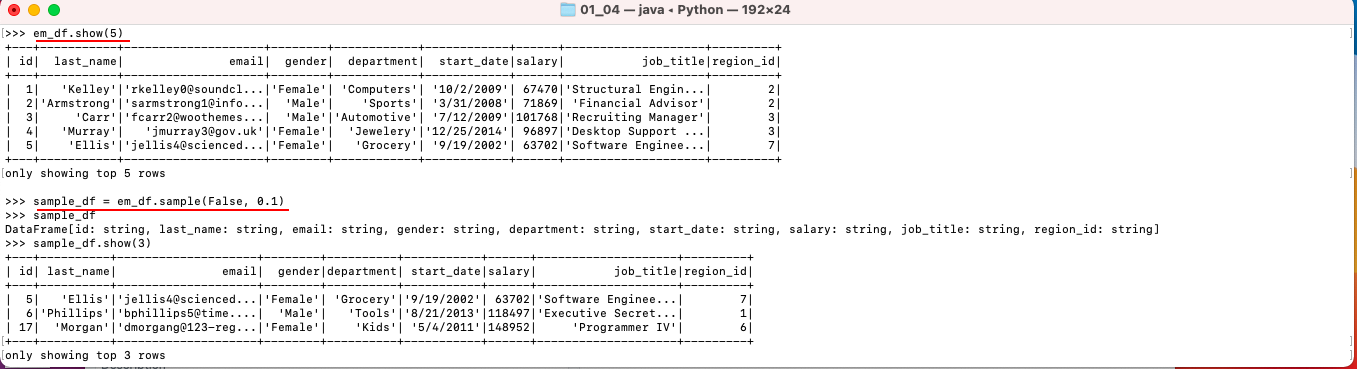 01_04 — java ◂ Python — 192×24
>>> em_df.show(5)
+---+-----------+--------------------+--------+------------+------------+------+--------------------+---------+
| id|  last_name|               email|  gender|  department|  start_date|salary|           job_title|region_id|
+---+-----------+--------------------+--------+------------+------------+------+--------------------+---------+
|  1|    'Kelley'|'rkelley0@soundcl...|'Female'| 'Computers'| '10/2/2009'| 67470|'Structural Engin...|        2|
|  2|'Armstrong'|'sarmstrong1@info...|  'Male'|    'Sports'| '3/31/2008'| 71869| 'Financial Advisor'|        2|
|  3|      'Carr'|'fcarr2@woothemes...|  'Male'|'Automotive'| '7/12/2009'|101768|'Recruiting Manager'|        3|
|  4|    'Murray'|   'jmurray3@gov.uk'|'Female'|   'Jewelery'|'12/25/2014'| 96897|'Desktop Support ...|        3|
|  5|     'Ellis'|'jellis4@scienced...|'Female'|   'Grocery'| '9/19/2002'| 63702|'Software Enginee...|        7|
+---+-----------+--------------------+--------+------------+------------+------+--------------------+---------+
only showing top 5 rows
>>> sample_df = em_df.sample(False, 0.1)
>>> sample_df
DataFrame[id: string, last_name: string, email: string, gender: string, department: string, start_date: string, salary: string, job_title: string, region_id: string]
>>> sample_df.show(3)
+---+----------+--------------------+--------+----------+-----------+------+--------------------+---------+
| id| last_name|               email|  gender|department| start_date|salary|           job_title|region_id|
+---+----------+--------------------+--------+----------+-----------+------+--------------------+---------+
|  5|   'Ellis'|'jellis4@scienced...|'Female'| 'Grocery'|'9/19/2002'| 63702|'Software Enginee...|        7|
|  6|'Phillips'|'bphillips5@time....|  'Male'|   'Tools'|'8/21/2013'|118497|'Executive Secret...|        1|
| 17|  'Morgan'|'dmorgang@123-reg...|'Female'|    'Kids'| '5/4/2011'|148952|     'Programmer IV'|        6|
+---+----------+--------------------+--------+----------+-----------+------+--------------------+---------+
only showing top 3 rows